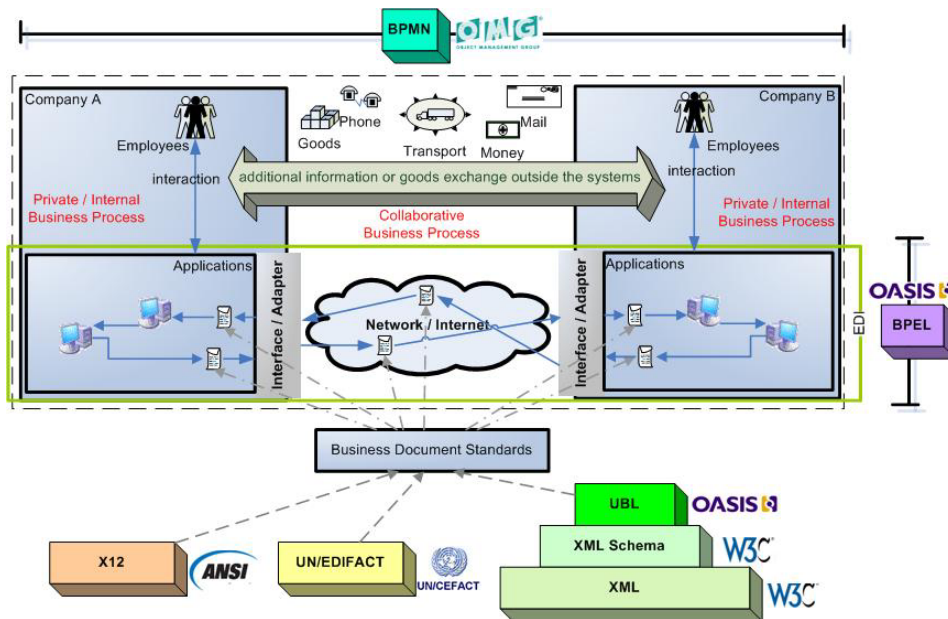 BPMN
OMG
OBJECT MANAGEMENT GROUP
Company A
Company B
Phone
Mail
Goods
Transport
Money
Employees
Employees
interaction
additional information or goods exchange outside the systems
interaction
Private / Internal
Business Process
Collaborative
Business Process
Private / Internal
Business Process
Applications
Interface / Adapter
Network / Internet
Interface / Adapter
Applications
EDI
OASIS
BPEL
Business Document Standards
UBL
OASIS
XML Schema
W3C
X12
ANSI
UN/EDIFACT
UN/CEFACT
XML
W3C